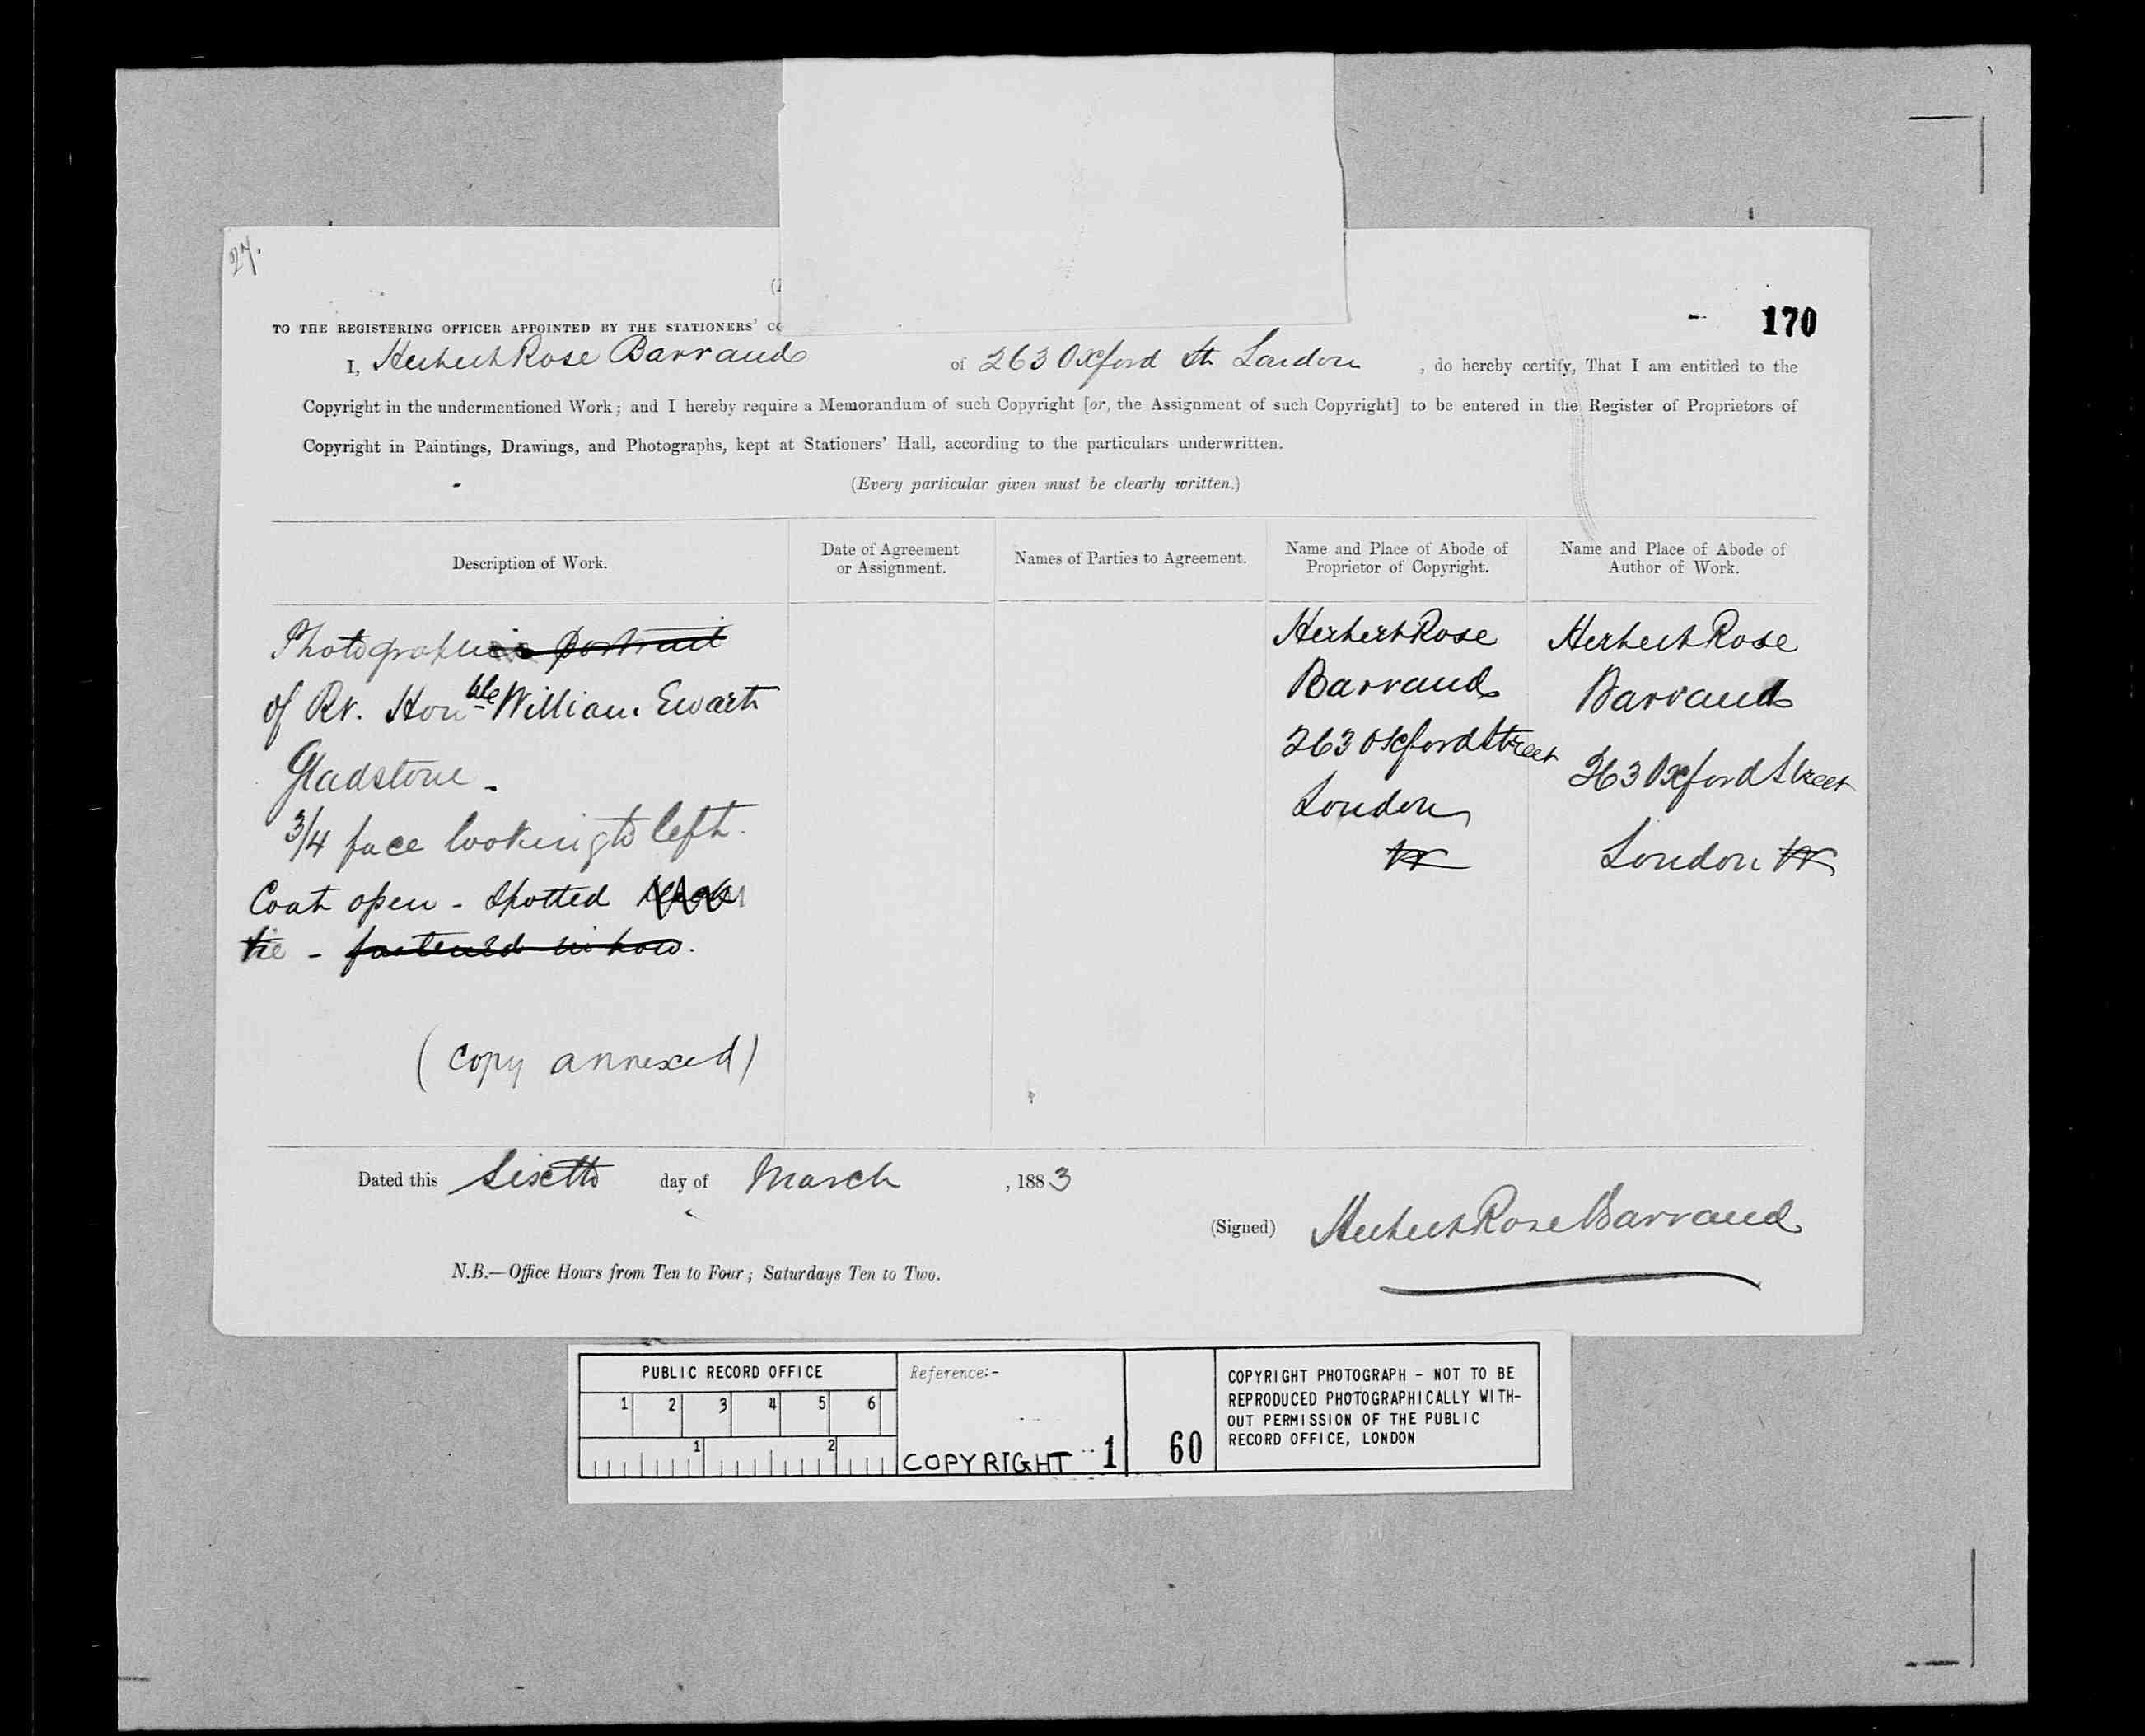 27.
170
TO THE REGISTERING OFFICER APPOINTED BY THE STATIONERS'
I, Herbert Rose Barraud of 263 Oxford St London, do hereby certify, That I am entitled to the
Copyright in the undermentioned Work; and I hereby require a Memorandum of such Copyright [or, the Assignment of such Copyright] to be entered in the Register of Proprietors of
Copyright in Paintings, Drawings, and Photographs, kept at Stationers' Hall, according to the particulars underwritten.
(Every particular given must be clearly written.)
Description of Work.
Photographic portrait
of Rt. Honble William Ewart
Gladstone -
3/4 face looking to left.
Coat open - Spotted
tie - fastened in bow.
(copy annexed)
Date of Agreement
or Assignment.
Names of Parties to Agreement.
Name and Place of Abode of
Proprietor of Copyright.
Herbert Rose
Barraud
263 Oxford Street
London
W
Name and Place of Abode of
Author of Work.
Herbert Rose
Barraud
263 Oxford Street
London W
Dated this Sixth day of March, 1883
(Signed) Herbert Rose Barraud
N.B.—Office Hours from Ten to Four; Saturdays Ten to Two.
PUBLIC RECORD OFFICE
1 2 3 4 5 6
1 2
Reference:-
COPYRIGHT 1 60
COPYRIGHT PHOTOGRAPH - NOT TO BE
REPRODUCED PHOTOGRAPHICALLY WITH-
OUT PERMISSION OF THE PUBLIC
RECORD OFFICE, LONDON